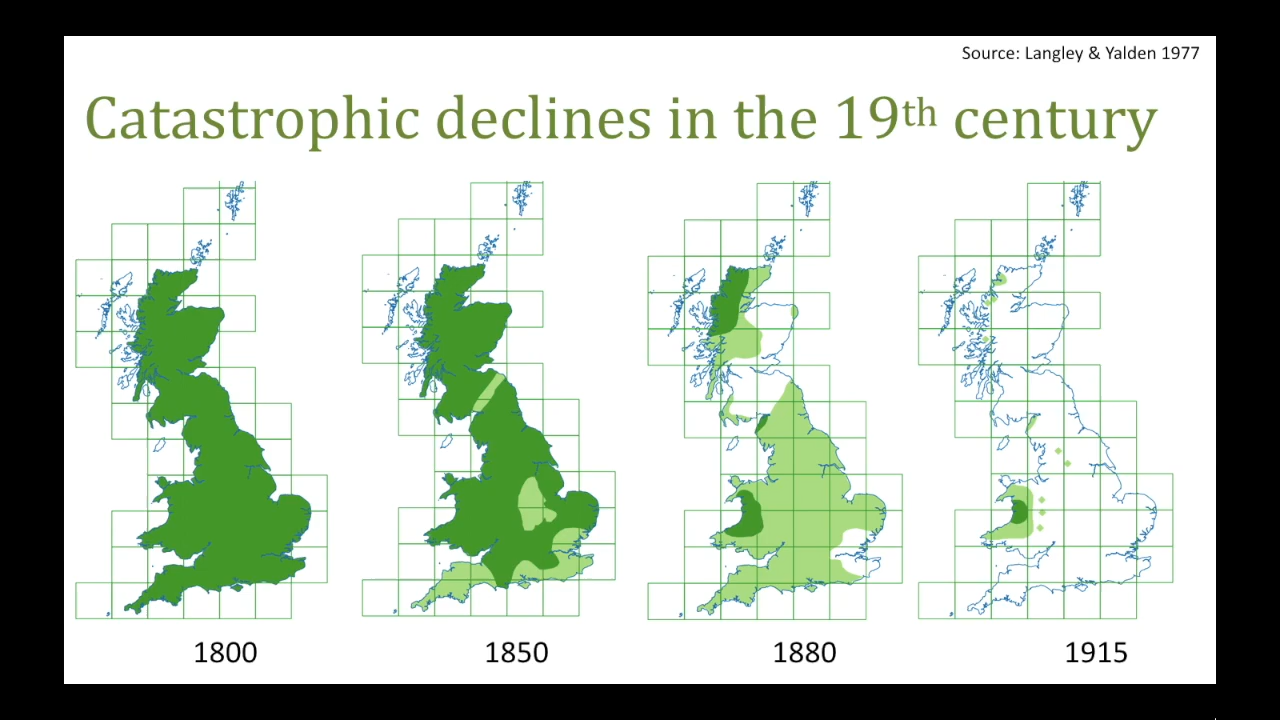 Source: Langley & Yalden 1977
Catastrophic declines in the 19th century
1800
1850
1880
1915